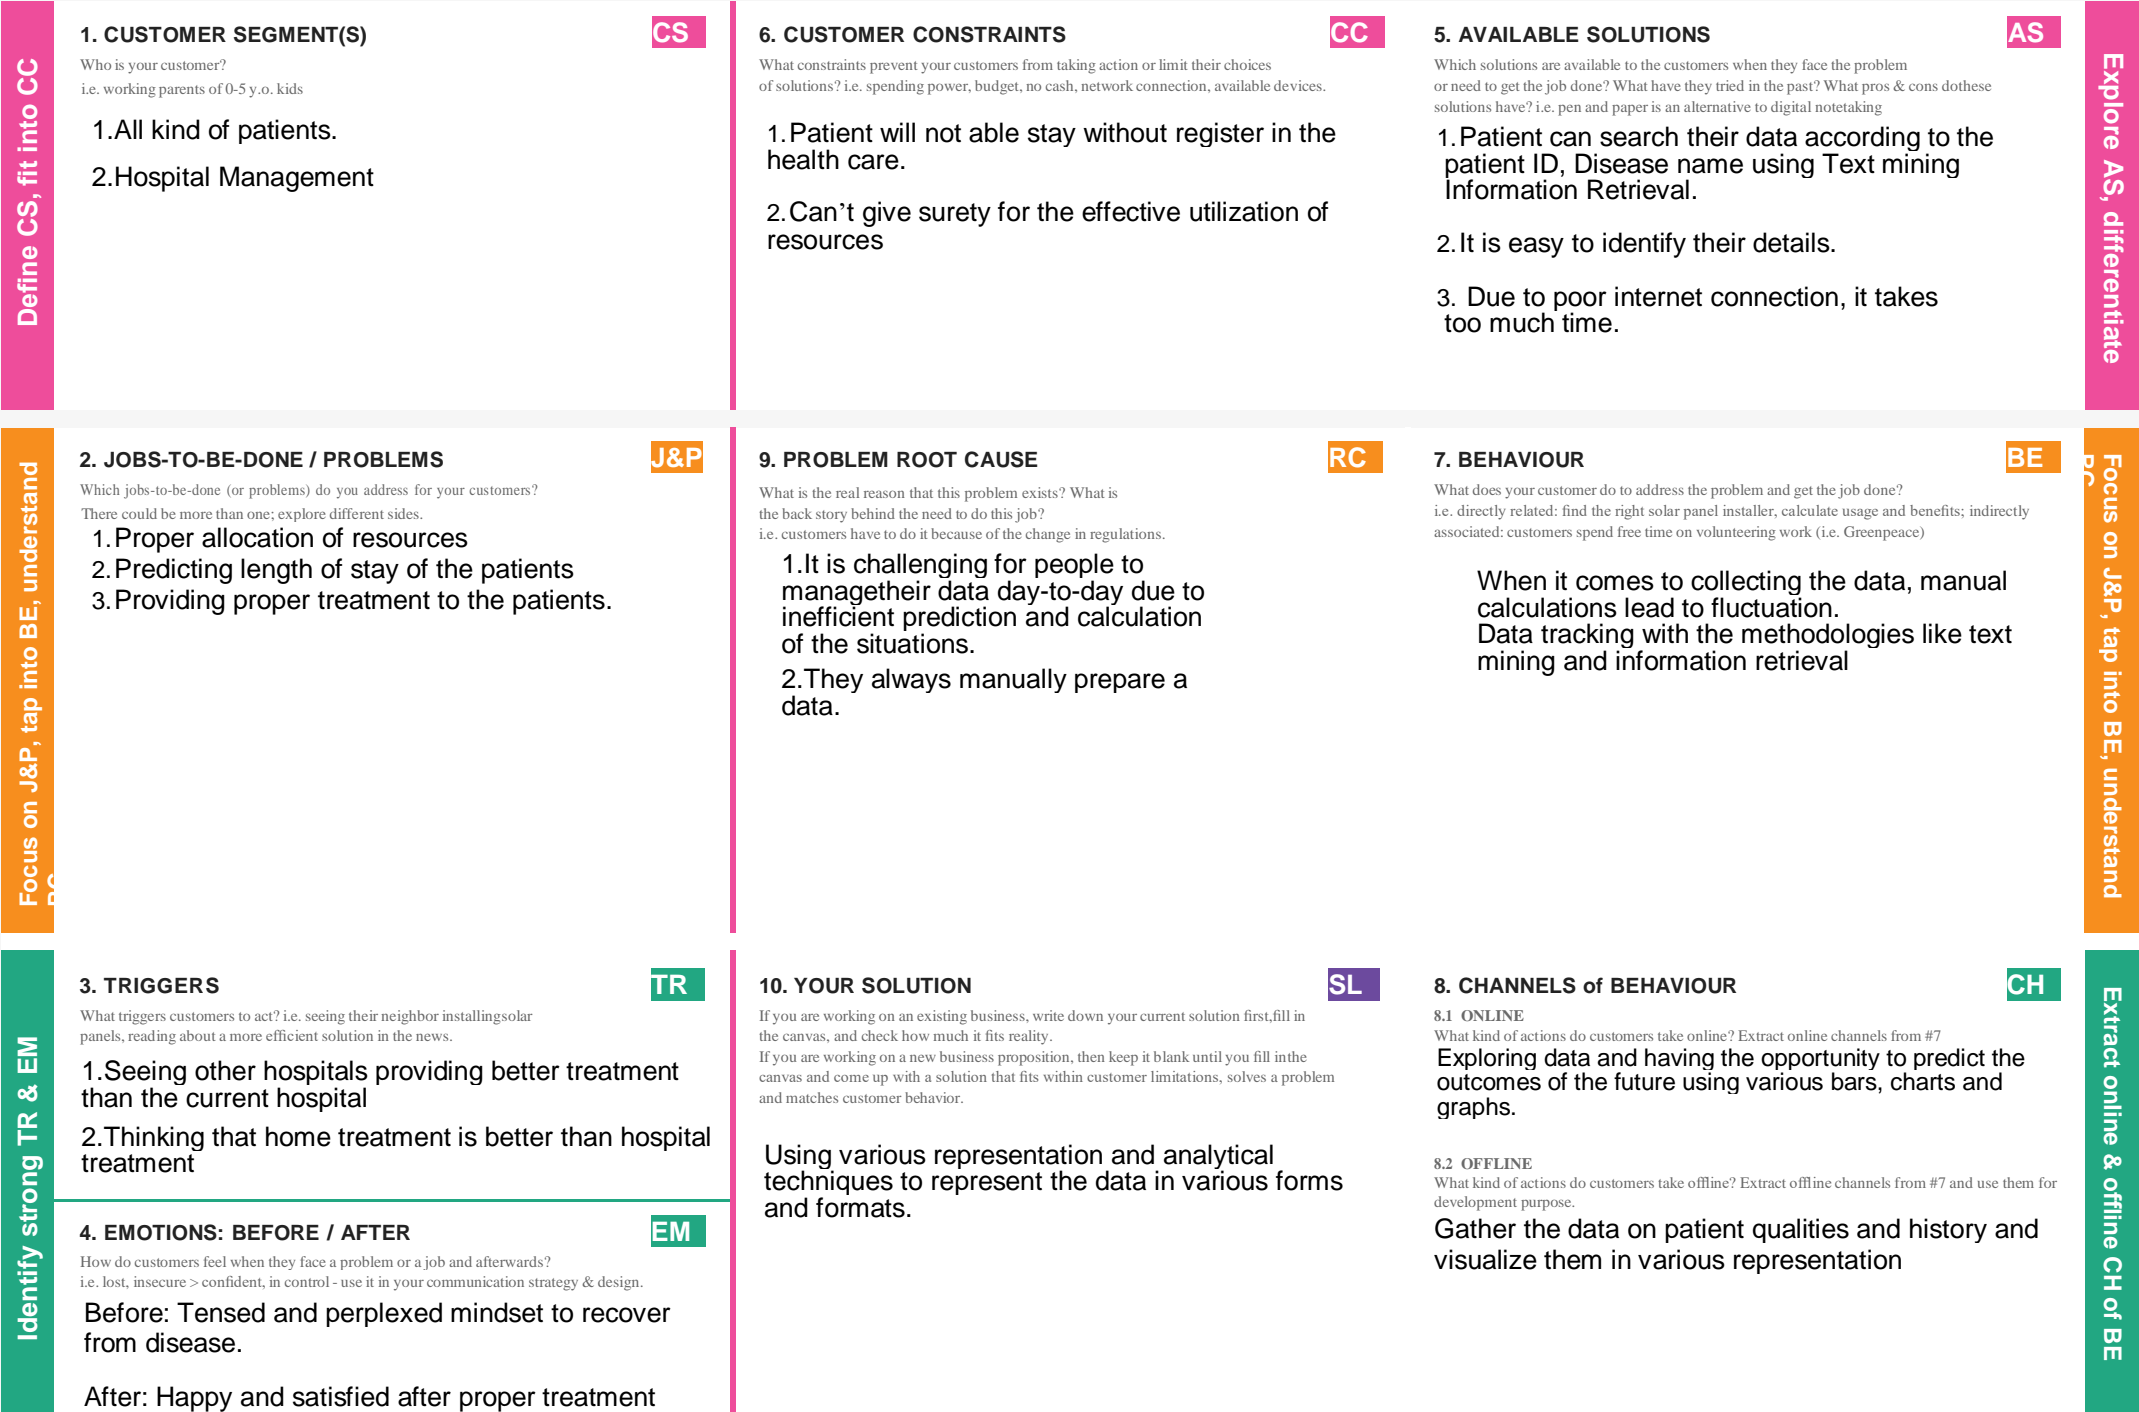 Define CS, fit into CC
1. CUSTOMER SEGMENT(S)
CS
Who is your customer?
i.e. working parents of 0-5 y.o. kids
1.All kind of patients.
2.Hospital Management
6. CUSTOMER CONSTRAINTS
CC
What constraints prevent your customers from taking action or limit their choices
of solutions? i.e. spending power, budget, no cash, network connection, available devices.
1.Patient will not able stay without register in the
health care.
2.Can’t give surety for the effective utilization of
resources
5. AVAILABLE SOLUTIONS
AS
Which solutions are available to the customers when they face the problem
or need to get the job done? What have they tried in the past? What pros & cons dothese
solutions have? i.e. pen and paper is an alternative to digital notetaking
1.Patient can search their data according to the
patient ID, Disease name using Text mining
Information Retrieval.
2.It is easy to identify their details.
3. Due to poor internet connection, it takes
too much time.
Explore AS, differentiate
Focus on J&P, tap into BE, understand
2. JOBS-TO-BE-DONE / PROBLEMS
J&P
Which jobs-to-be-done (or problems) do you address for your customers?
There could be more than one; explore different sides.
1.Proper allocation of resources
2.Predicting length of stay of the patients
3.Providing proper treatment to the patients.
9. PROBLEM ROOT CAUSE
RC
What is the real reason that this problem exists? What is
the back story behind the need to do this job?
i.e. customers have to do it because of the change in regulations.
1.It is challenging for people to
managetheir data day-to-day due to
inefficient prediction and calculation
of the situations.
2.They always manually prepare a
data.
7. BEHAVIOUR
BE
What does your customer do to address the problem and get the job done?
i.e. directly related: find the right solar panel installer, calculate usage and benefits; indirectly
associated: customers spend free time on volunteering work (i.e. Greenpeace)
When it comes to collecting the data, manual
calculations lead to fluctuation.
Data tracking with the methodologies like text
mining and information retrieval
Focus on J&P, tap into BE, understand
Identify strong TR & EM
3. TRIGGERS
TR
What triggers customers to act? i.e. seeing their neighbor installingsolar
panels, reading about a more efficient solution in the news.
1.Seeing other hospitals providing better treatment
than the current hospital
2.Thinking that home treatment is better than hospital
treatment
4. EMOTIONS: BEFORE / AFTER
EM
How do customers feel when they face a problem or a job and afterwards?
i.e. lost, insecure > confident, in control - use it in your communication strategy & design.
Before: Tensed and perplexed mindset to recover
from disease.
After: Happy and satisfied after proper treatment
10. YOUR SOLUTION
SL
If you are working on an existing business, write down your current solution first,fill in
the canvas, and check how much it fits reality.
If you are working on a new business proposition, then keep it blank until you fill inthe
canvas and come up with a solution that fits within customer limitations, solves a problem
and matches customer behavior.
Using various representation and analytical
techniques to represent the data in various forms
and formats.
8. CHANNELS of BEHAVIOUR
CH
8.1 ONLINE
What kind of actions do customers take online? Extract online channels from #7
Exploring data and having the opportunity to predict the
outcomes of the future using various bars, charts and
graphs.
8.2 OFFLINE
What kind of actions do customers take offline? Extract offline channels from #7 and use them for
development purpose.
Gather the data on patient qualities and history and
visualize them in various representation
Extract online & offline CH of BE